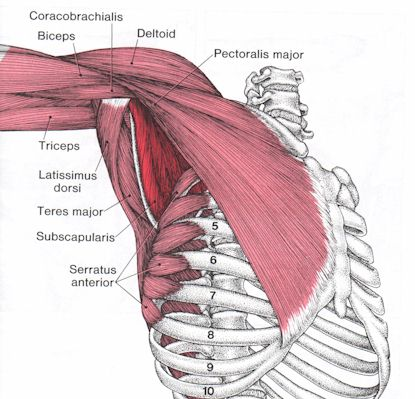 Coracobrachialis
Biceps
Deltoid
Pectoralis major
Triceps
Latissimus
dorsi
Teres major
Subscapularis
Serratus
anterior
5
6
7
8
9
10